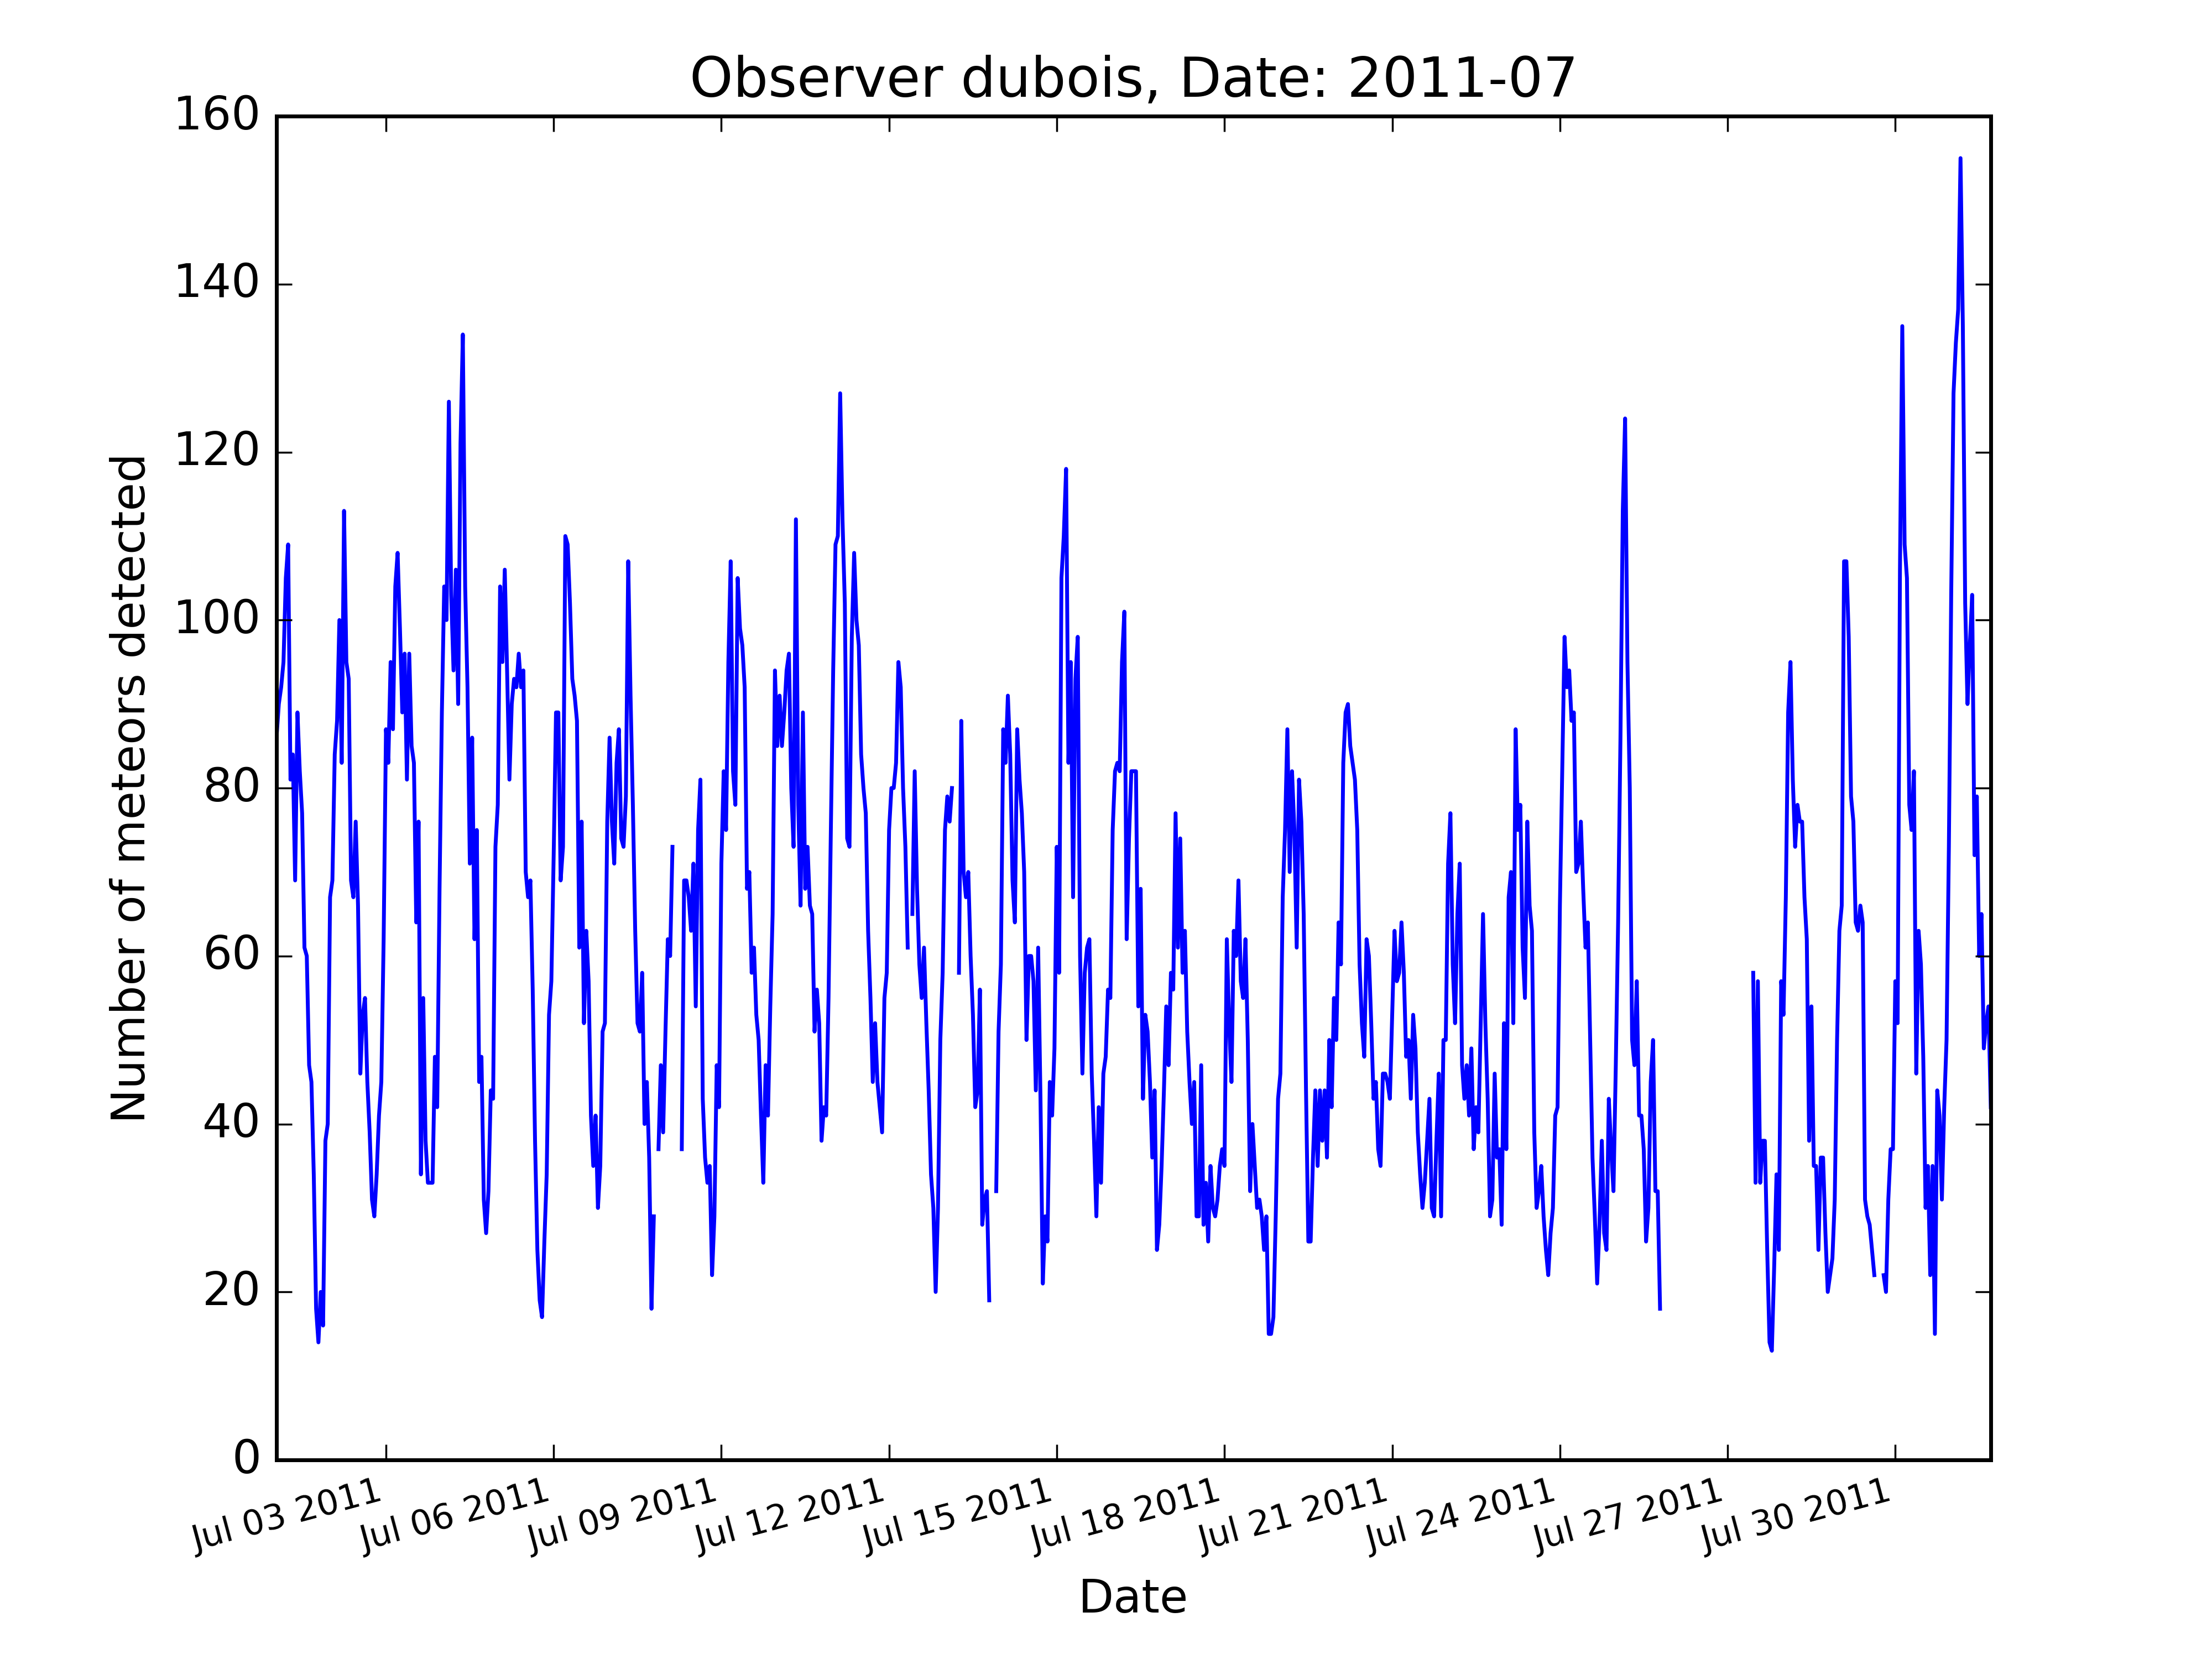 Observer dubois, Date: 2011-07
160
140
120
100
80
60
40
20
0
Number of meteors detected
Jul 03 2011
Jul 06 2011
Jul 09 2011
Jul 12 2011
Jul 15 2011
Jul 18 2011
Jul 21 2011
Jul 24 2011
Jul 27 2011
Jul 30 2011
Date